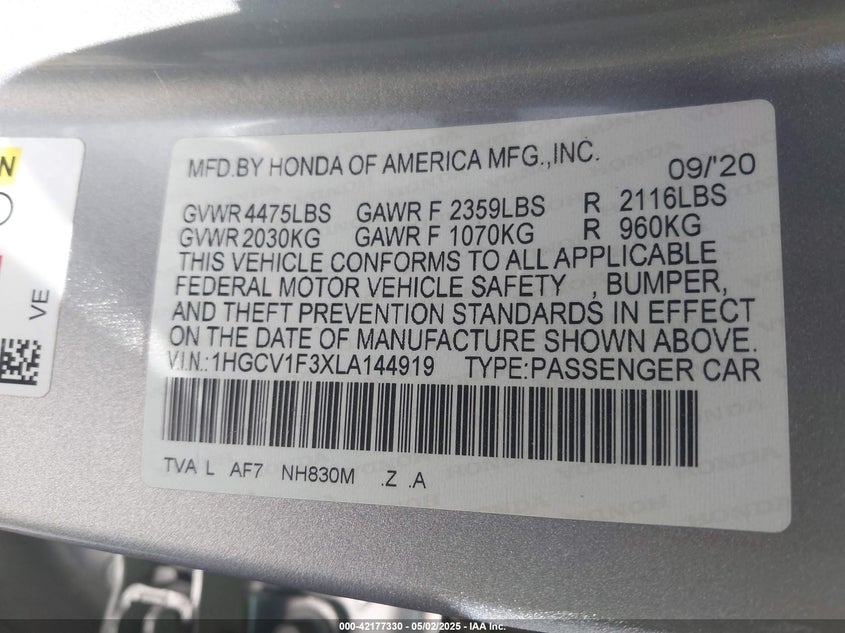 N
VE
MFD.BY HONDA OF AMERICA MFG.,INC. 09/'20
GVWR 4475LBS GAWR F 2359LBS R 2116LBS
GVWR 2030KG GAWR F 1070KG R 960KG
THIS VEHICLE CONFORMS TO ALL APPLICABLE
FEDERAL MOTOR VEHICLE SAFETY , BUMPER,
AND THEFT PREVENTION STANDARDS IN EFFECT
ON THE DATE OF MANUFACTURE SHOWN ABOVE.
V.I.N.:1HGCV1F3XLA144919 TYPE:PASSENGER CAR
TVA L AF7 NH830M .Z .A
000-42177330 - 05/02/2025 - IAA Inc.